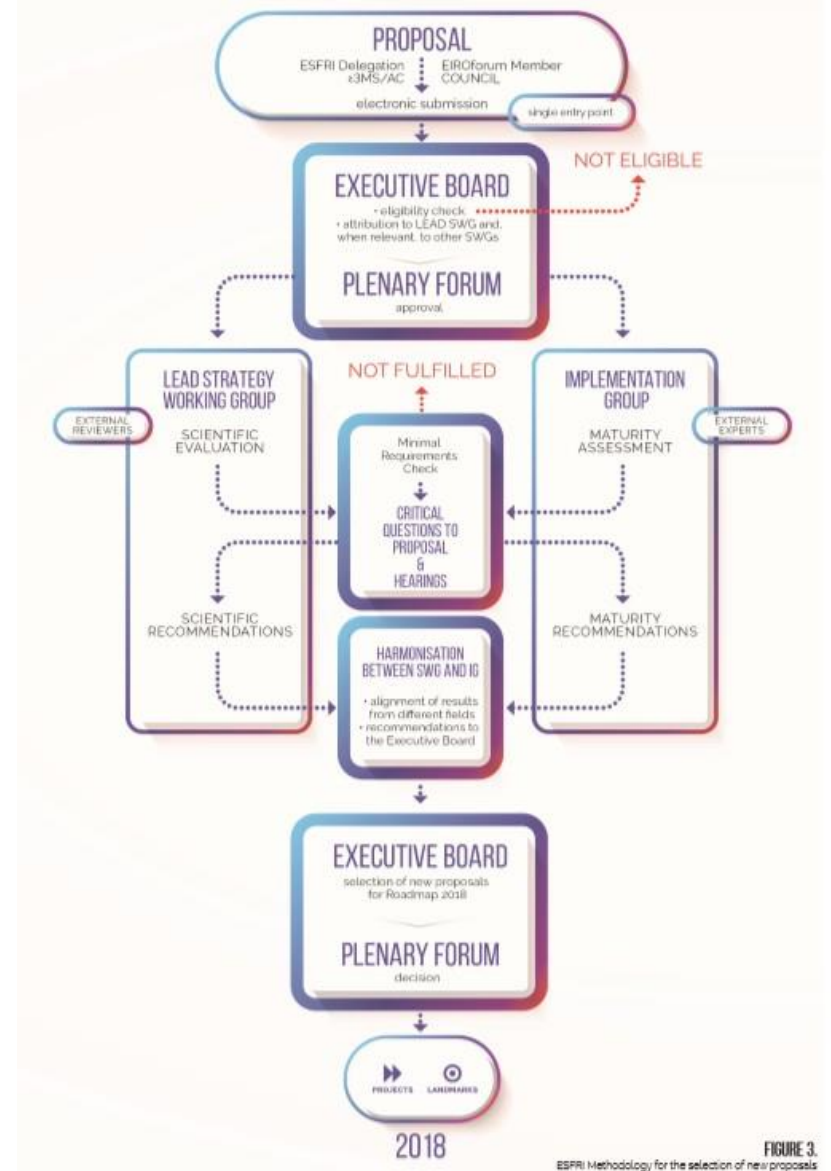 PROPOSAL
ESFRI Delegation
≥3MS/AC
EIROforum Member
COUNCIL
electronic submission
single entry point
NOT ELIGIBLE
EXECUTIVE BOARD
• eligibility check
• attribution to LEAD SWG and,
when relevant, to other SWGs
PLENARY FORUM
approval
LEAD STRATEGY
WORKING GROUP
EXTERNAL
REVIEWERS
SCIENTIFIC
EVALUATION
NOT FULFILLED
Minimal
Requirements
Check
CRITICAL
QUESTIONS TO
PROPOSAL
&
HEARINGS
IMPLEMENTATION
GROUP
EXTERNAL
EXPERTS
MATURITY
ASSESSMENT
SCIENTIFIC
RECOMMENDATIONS
MATURITY
RECOMMENDATIONS
HARMONISATION
BETWEEN SWG AND IG
• alignment of results
from different fields
• recommendations to
the Executive Board
EXECUTIVE BOARD
selection of new proposals
for Roadmap 2018
PLENARY FORUM
decision
PROJECTS
LANDMARKS
2018
FIGURE 3.
ESFRI Methodology for the selection of new proposals